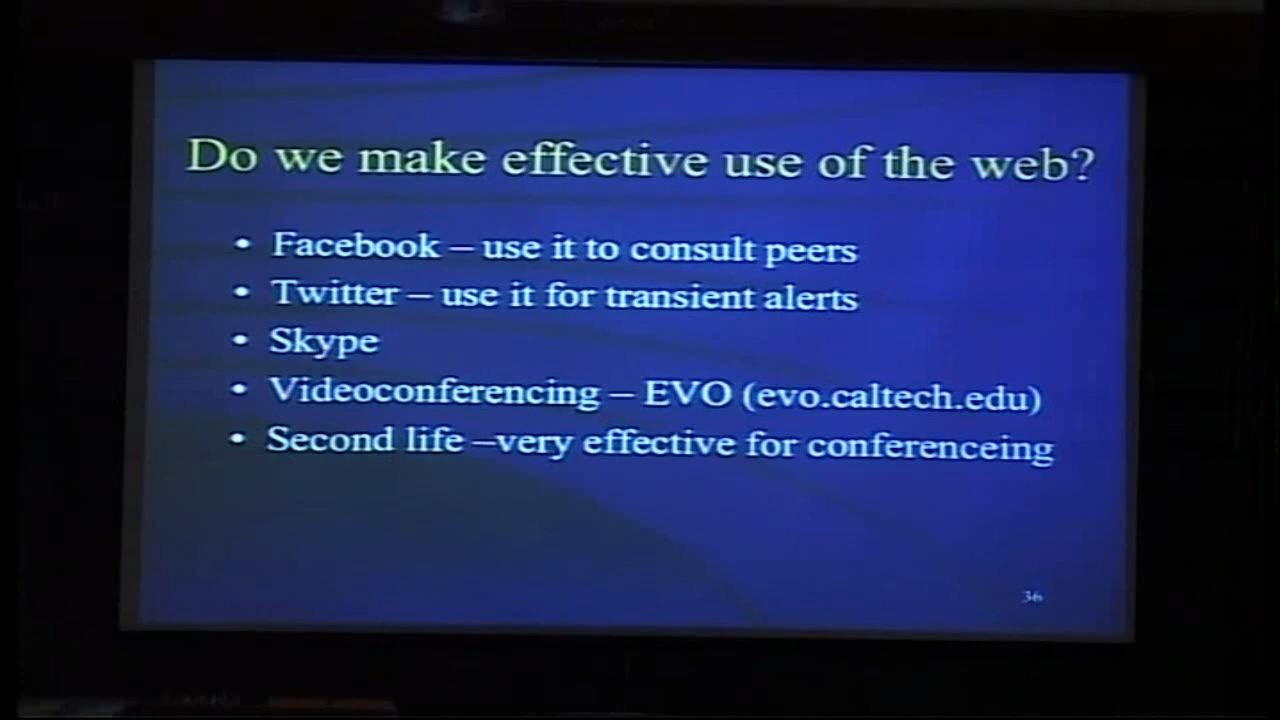 Do we make effective use of the web?
• Facebook – use it to consult peers
• Twitter – use it for transient alerts
• Skype
• Videoconferencing – EVO (evo.caltech.edu)
• Second life –very effective for conferenceing
36